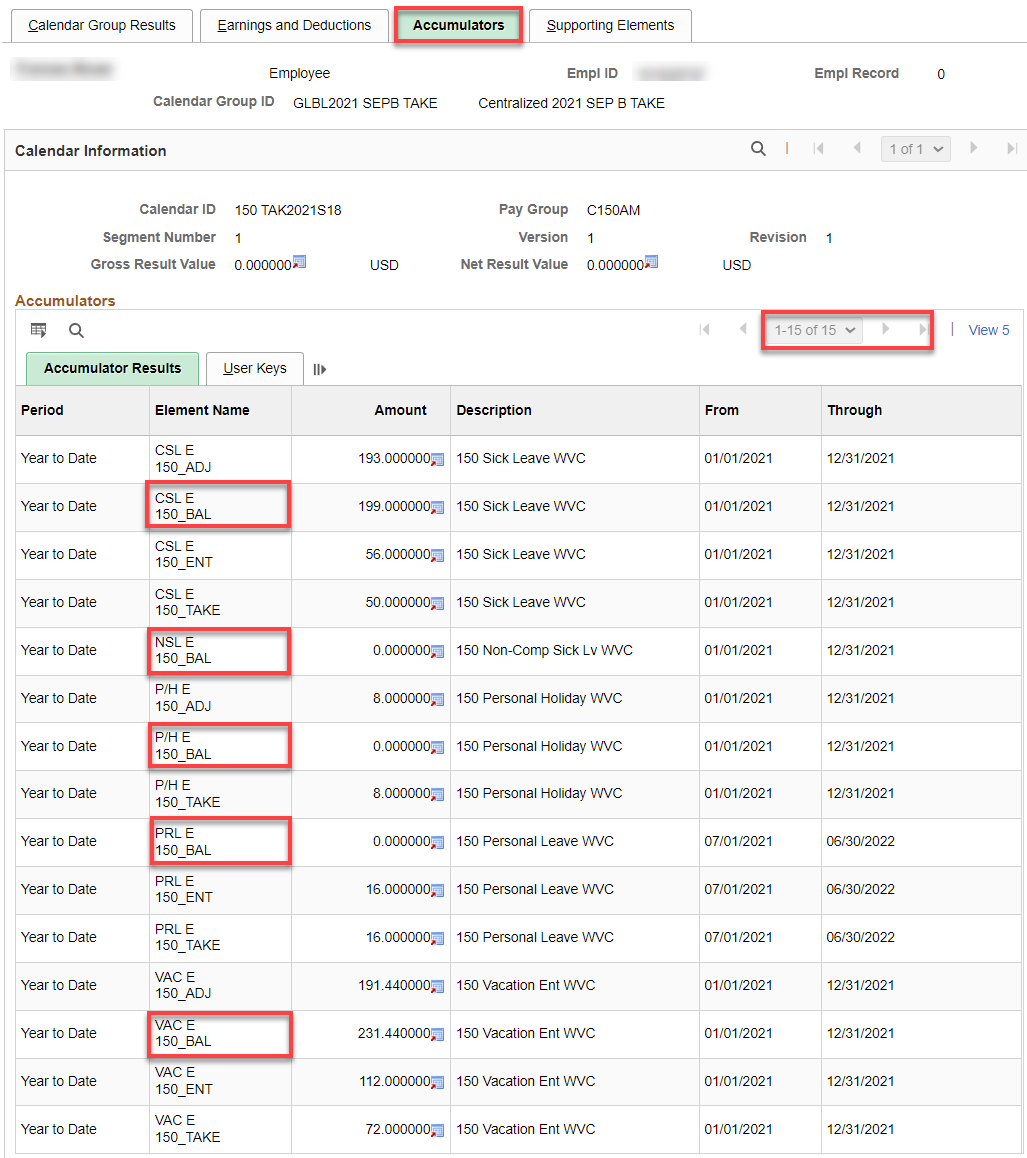 Calendar Group Results Earnings and Deductions Accumulators Supporting Elements
Employee Empl ID Empl Record 0
Calendar Group ID GLBL2021 SEPB TAKE Centralized 2021 SEP B TAKE
Calendar Information 1 of 1
Calendar ID 150 TAK2021S18 Pay Group C150AM
Segment Number 1 Version 1 Revision 1
Gross Result Value 0.000000 USD Net Result Value 0.000000 USD
Accumulators
1-15 of 15 View 5
Accumulator Results User Keys
Period Element Name Amount Description From Through
Year to Date CSL E 150_ADJ 193.000000 150 Sick Leave WVC 01/01/2021 12/31/2021
Year to Date CSL E 150_BAL 199.000000 150 Sick Leave WVC 01/01/2021 12/31/2021
Year to Date CSL E 150_ENT 56.000000 150 Sick Leave WVC 01/01/2021 12/31/2021
Year to Date CSL E 150_TAKE 50.000000 150 Sick Leave WVC 01/01/2021 12/31/2021
Year to Date NSL E 150_BAL 0.000000 150 Non-Comp Sick Lv WVC 01/01/2021 12/31/2021
Year to Date P/H E 150_ADJ 8.000000 150 Personal Holiday WVC 01/01/2021 12/31/2021
Year to Date P/H E 150_BAL 0.000000 150 Personal Holiday WVC 01/01/2021 12/31/2021
Year to Date P/H E 150_TAKE 8.000000 150 Personal Holiday WVC 01/01/2021 12/31/2021
Year to Date PRL E 150_BAL 0.000000 150 Personal Leave WVC 07/01/2021 06/30/2022
Year to Date PRL E 150_ENT 16.000000 150 Personal Leave WVC 07/01/2021 06/30/2022
Year to Date PRL E 150_TAKE 16.000000 150 Personal Leave WVC 07/01/2021 06/30/2022
Year to Date VAC E 150_ADJ 191.440000 150 Vacation Ent WVC 01/01/2021 12/31/2021
Year to Date VAC E 150_BAL 231.440000 150 Vacation Ent WVC 01/01/2021 12/31/2021
Year to Date VAC E 150_ENT 112.000000 150 Vacation Ent WVC 01/01/2021 12/31/2021
Year to Date VAC E 150_TAKE 72.000000 150 Vacation Ent WVC 01/01/2021 12/31/2021